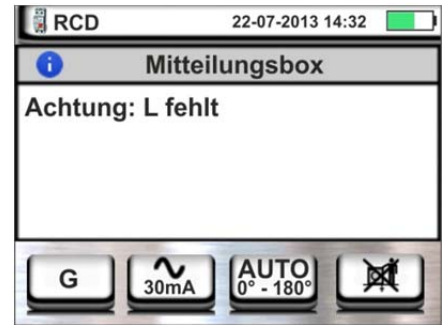 RCD 22-07-2013 14:32
Mitteilungsbox
Achtung: L fehlt
G
30mA
AUTO
0° - 180°